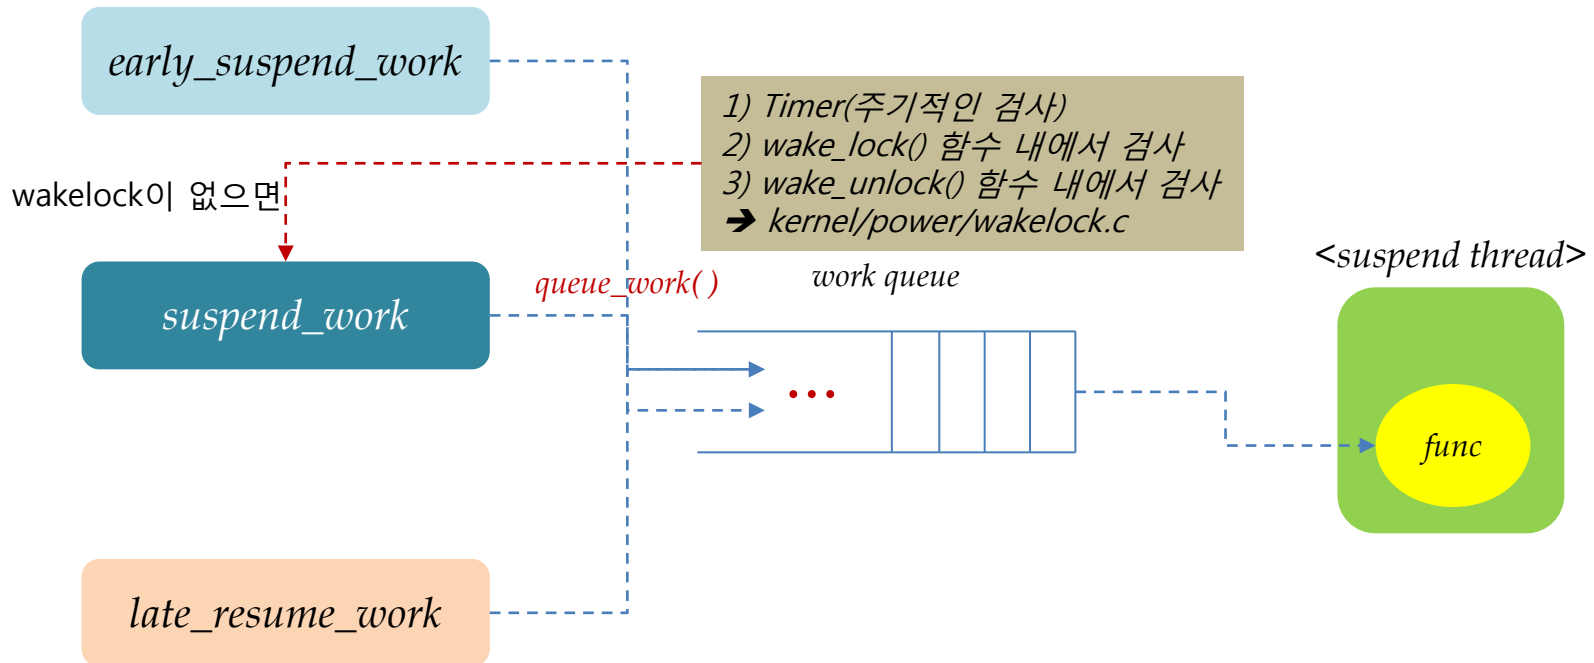 early_suspend_work
1) Timer(주기적인 검사)
2) wake_lock() 함수 내에서 검사
3) wake_unlock() 함수 내에서 검사
➔ kernel/power/wakelock.c
wakelock이 없으면
suspend_work
queue_work( )
work queue
<suspend thread>
...
func
late_resume_work